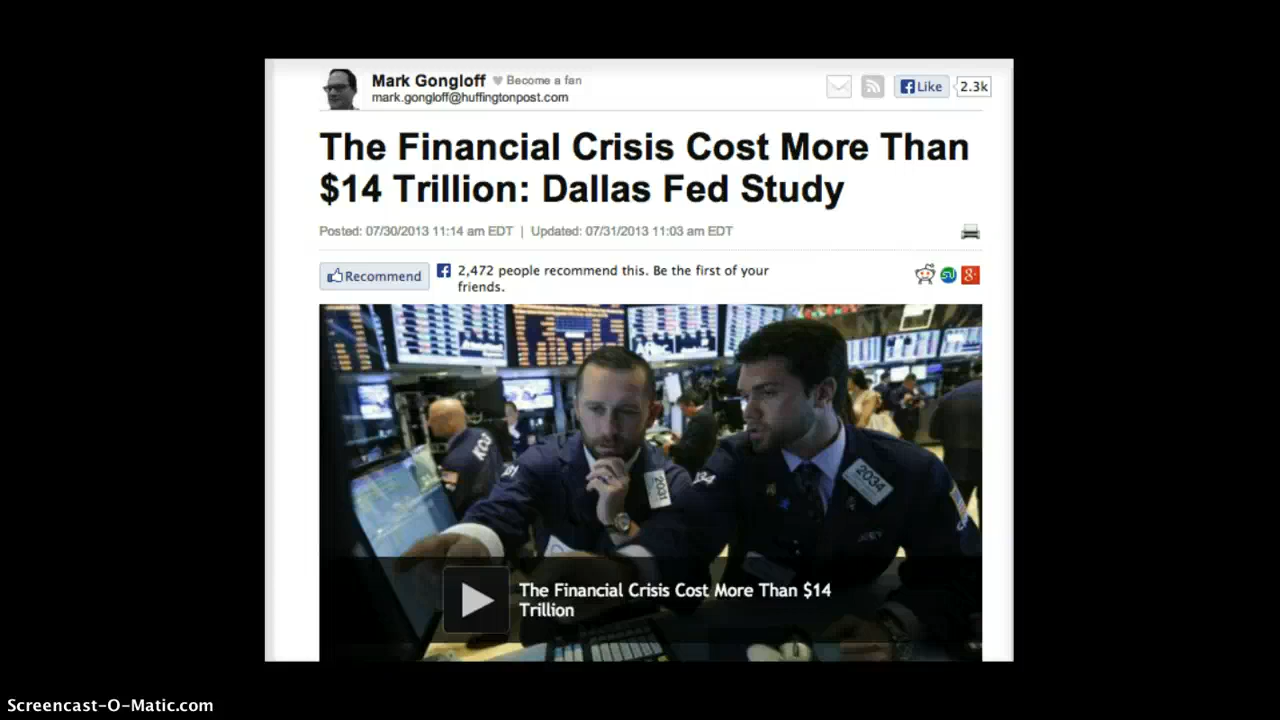 Mark Gongloff Become a fan
mark.gongloff@huffingtonpost.com
Like 2.3k
The Financial Crisis Cost More Than
$14 Trillion: Dallas Fed Study
Posted: 07/30/2013 11:14 am EDT | Updated: 07/31/2013 11:03 am EDT
Recommend
2,472 people recommend this. Be the first of your
friends.
2031
2034
The Financial Crisis Cost More Than $14
Trillion
Screencast-O-Matic.com